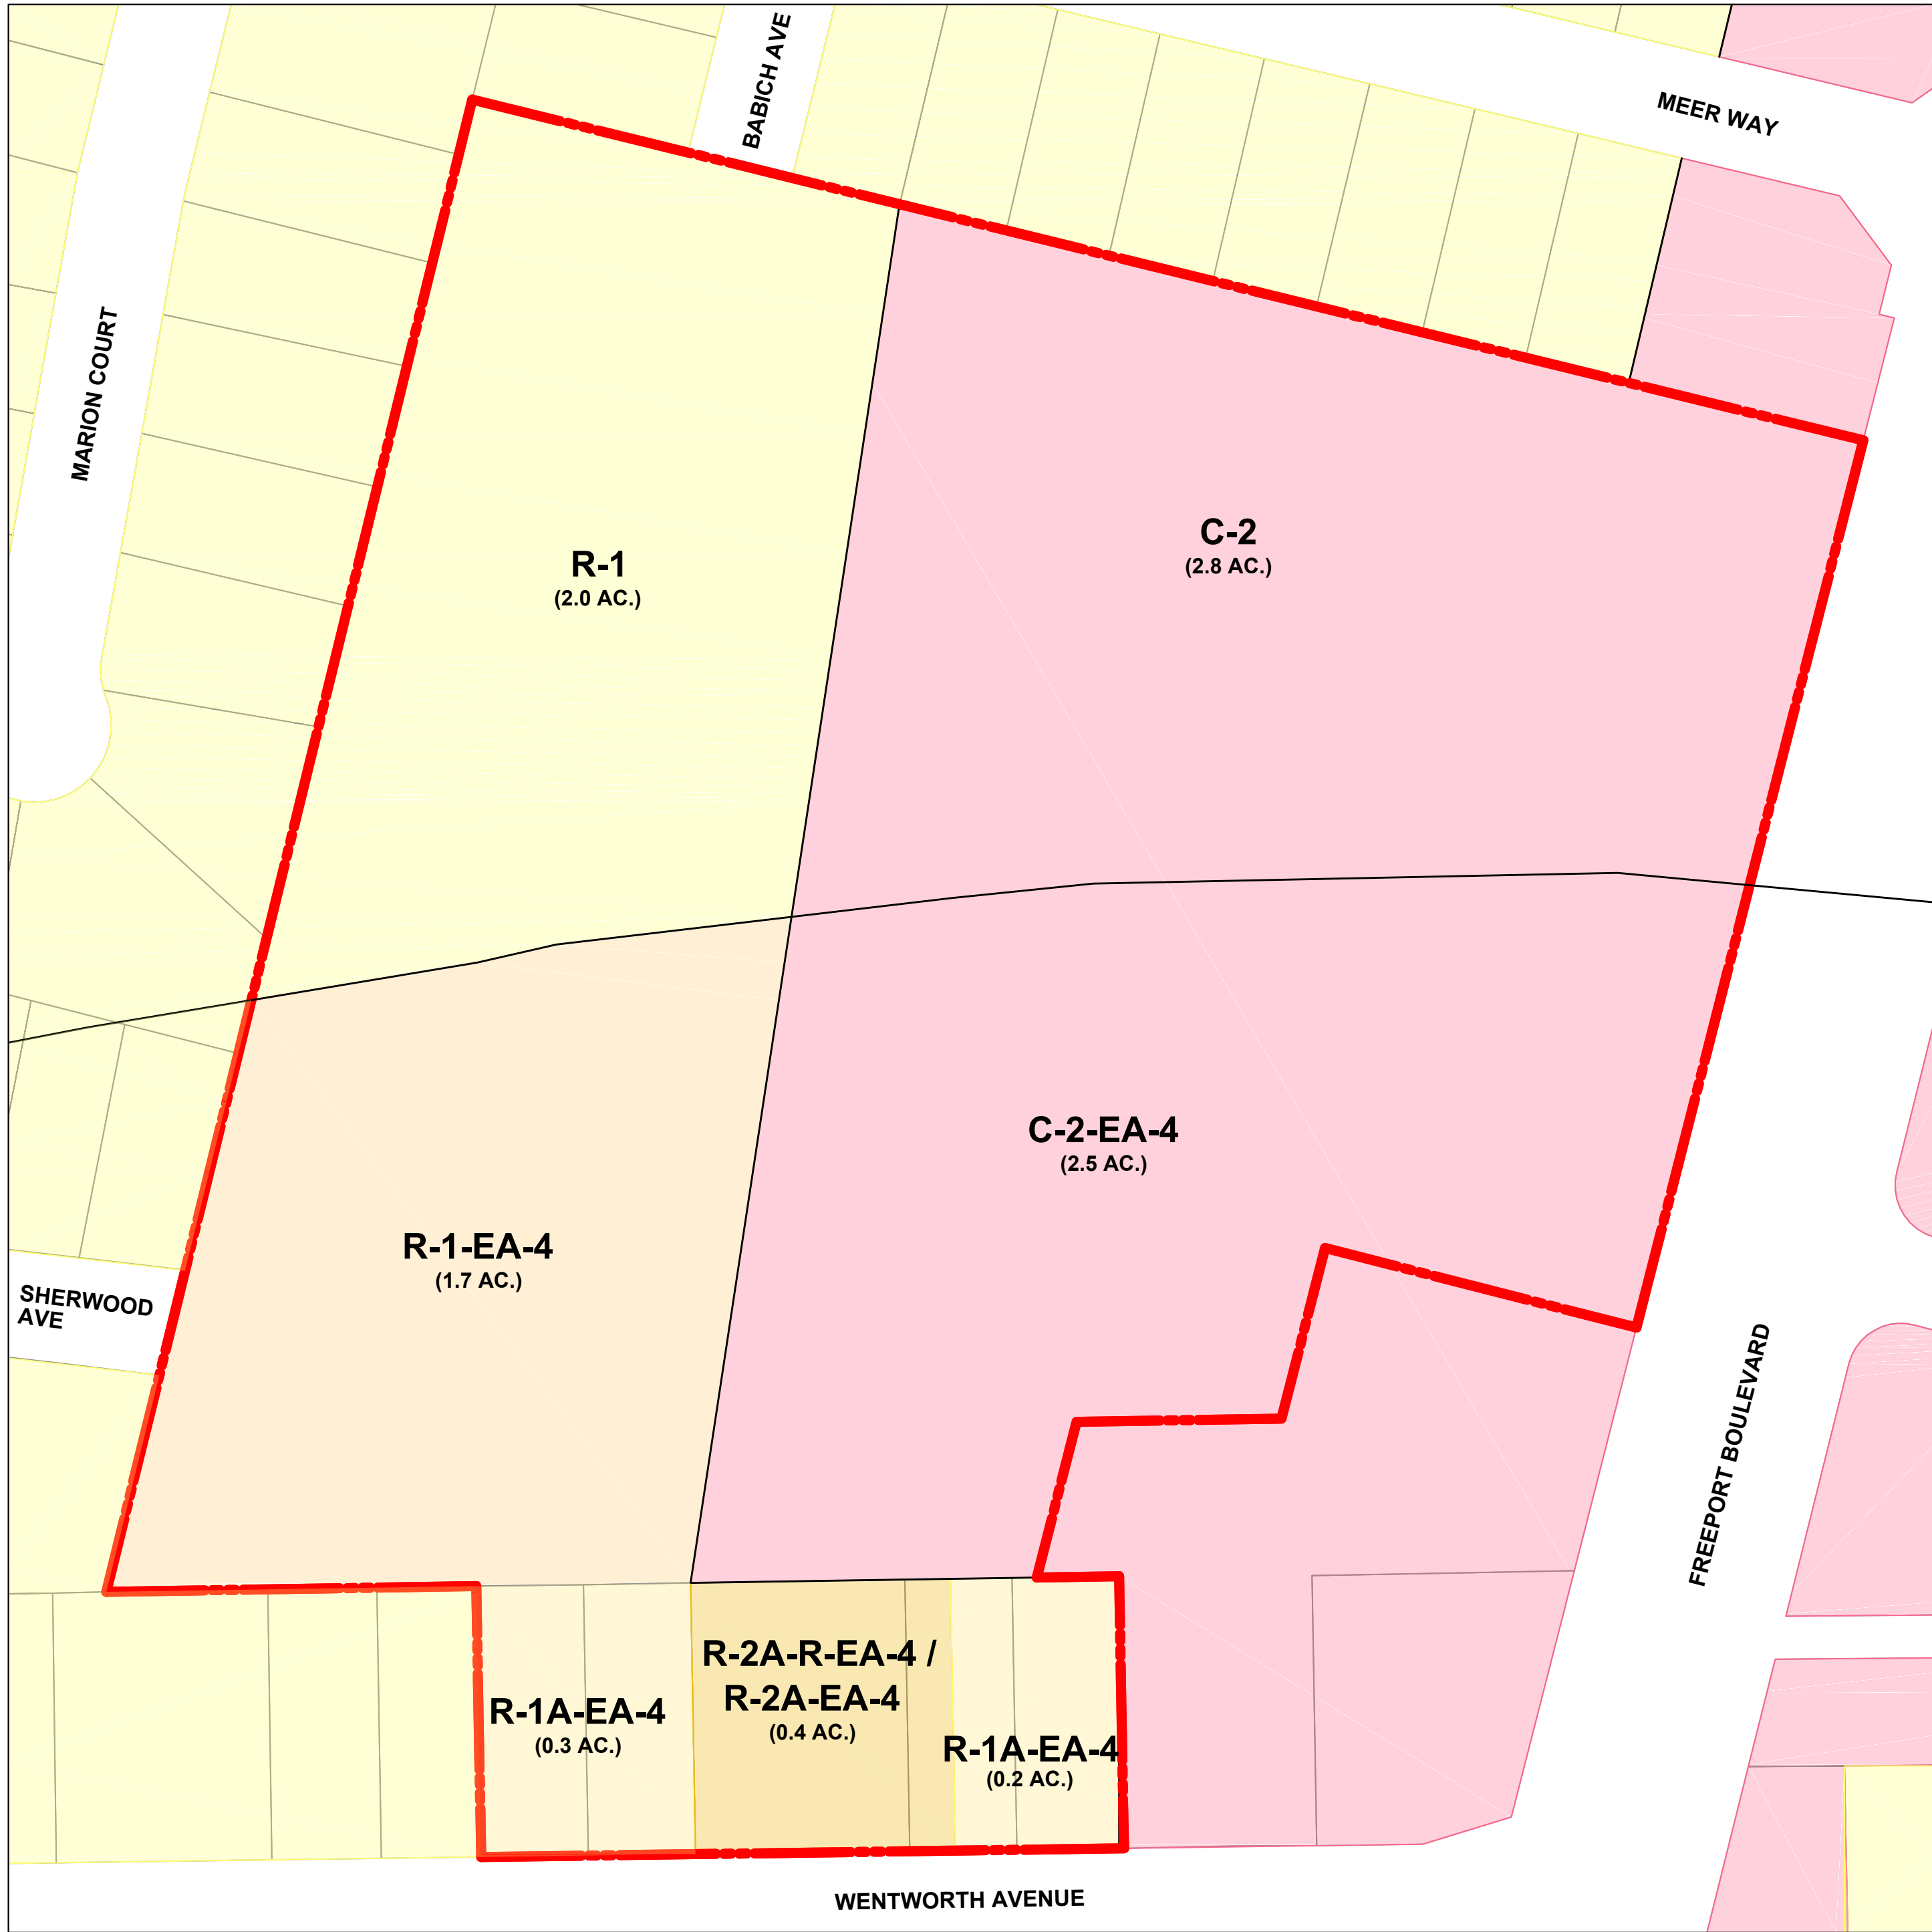 BABICH AVE
MEER WAY
MARION COURT
R-1
(2.0 AC.)
C-2
(2.8 AC.)
C-2-EA-4
(2.5 AC.)
R-1-EA-4
(1.7 AC.)
SHERWOOD
AVE
FREEPORT BOULEVARD
R-1A-EA-4
(0.3 AC.)
R-2A-R-EA-4 /
R-2A-EA-4
(0.4 AC.)
R-1A-EA-4
(0.2 AC.)
WENTWORTH AVENUE